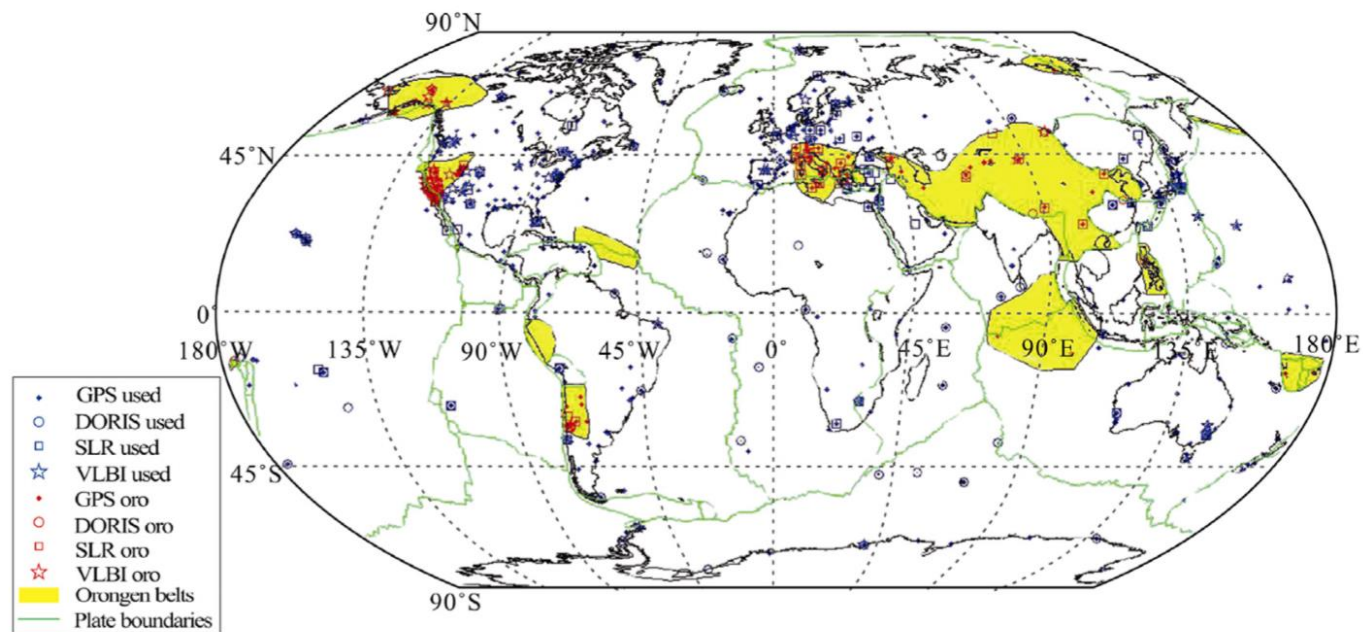 90°N
45°N
0°
180°W 135°W 90°W 45°W 0° 45°E 90°E 135°E 180°E
45°S
90°S
GPS used
DORIS used
SLR used
VLBI used
GPS oro
DORIS oro
SLR oro
VLBI oro
Orongen belts
Plate boundaries